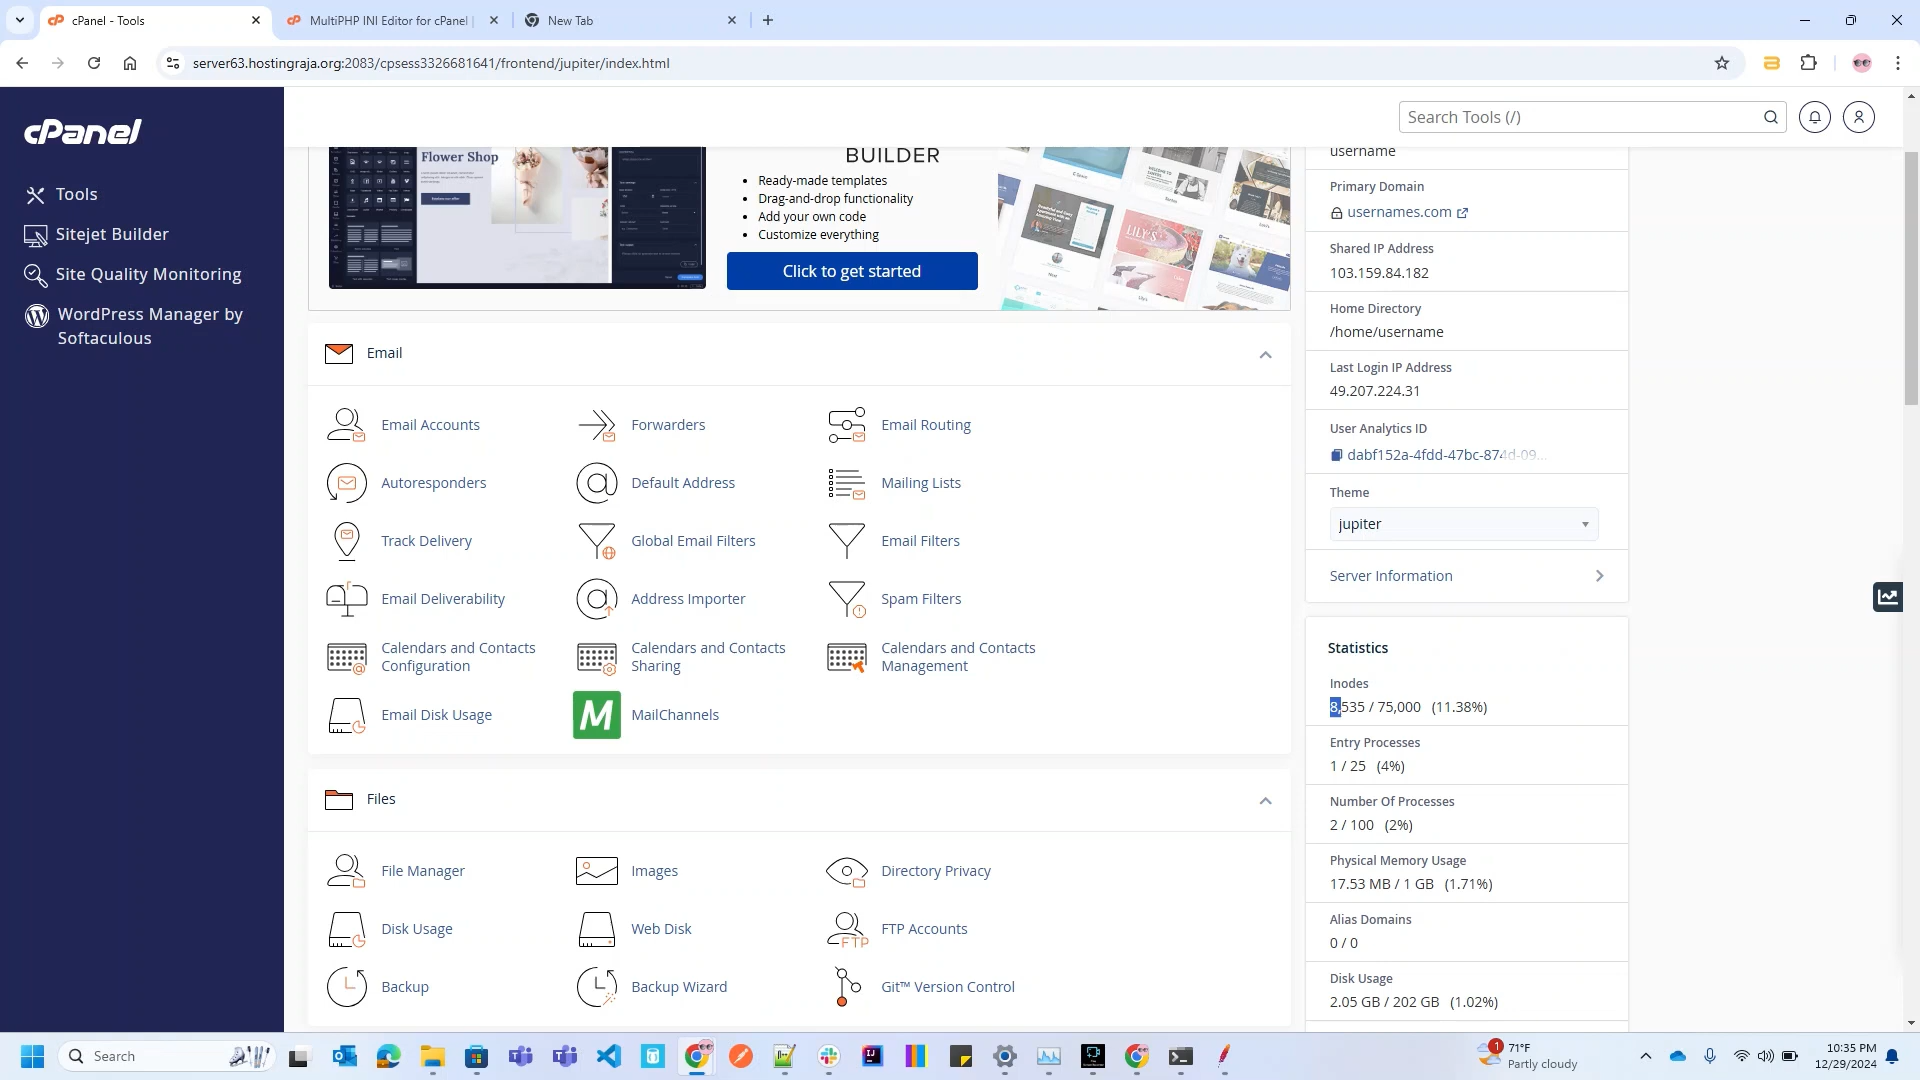 cPanel - Tools
MultiPHP INI Editor for cPanel
New Tab
server63.hostingraja.org:2083/cpsess3326681641/frontend/jupiter/index.html
cPanel
Search Tools (/)
Tools
Sitejet Builder
Site Quality Monitoring
WordPress Manager by
Softaculous
Flower Shop
BUILDER
Ready-made templates
Drag-and-drop functionality
Add your own code
Customize everything
Click to get started
LILY'S
Email
Email Accounts
Forwarders
Email Routing
Autoresponders
Default Address
Mailing Lists
Track Delivery
Global Email Filters
Email Filters
Email Deliverability
Address Importer
Spam Filters
Calendars and Contacts
Configuration
Calendars and Contacts
Sharing
Calendars and Contacts
Management
Email Disk Usage
M
MailChannels
Files
File Manager
Images
Directory Privacy
Disk Usage
Web Disk
FTP
FTP Accounts
Backup
Backup Wizard
Git™ Version Control
username
Primary Domain
usernames.com
Shared IP Address
103.159.84.182
Home Directory
/home/username
Last Login IP Address
49.207.224.31
User Analytics ID
dabf152a-4fdd-47bc-874d-09...
Theme
jupiter
Server Information
Statistics
Inodes
8,535 / 75,000 (11.38%)
Entry Processes
1 / 25 (4%)
Number Of Processes
2 / 100 (2%)
Physical Memory Usage
17.53 MB / 1 GB (1.71%)
Alias Domains
0 / 0
Disk Usage
2.05 GB / 202 GB (1.02%)
Search
1
71°F
Partly cloudy
10:35 PM
12/29/2024